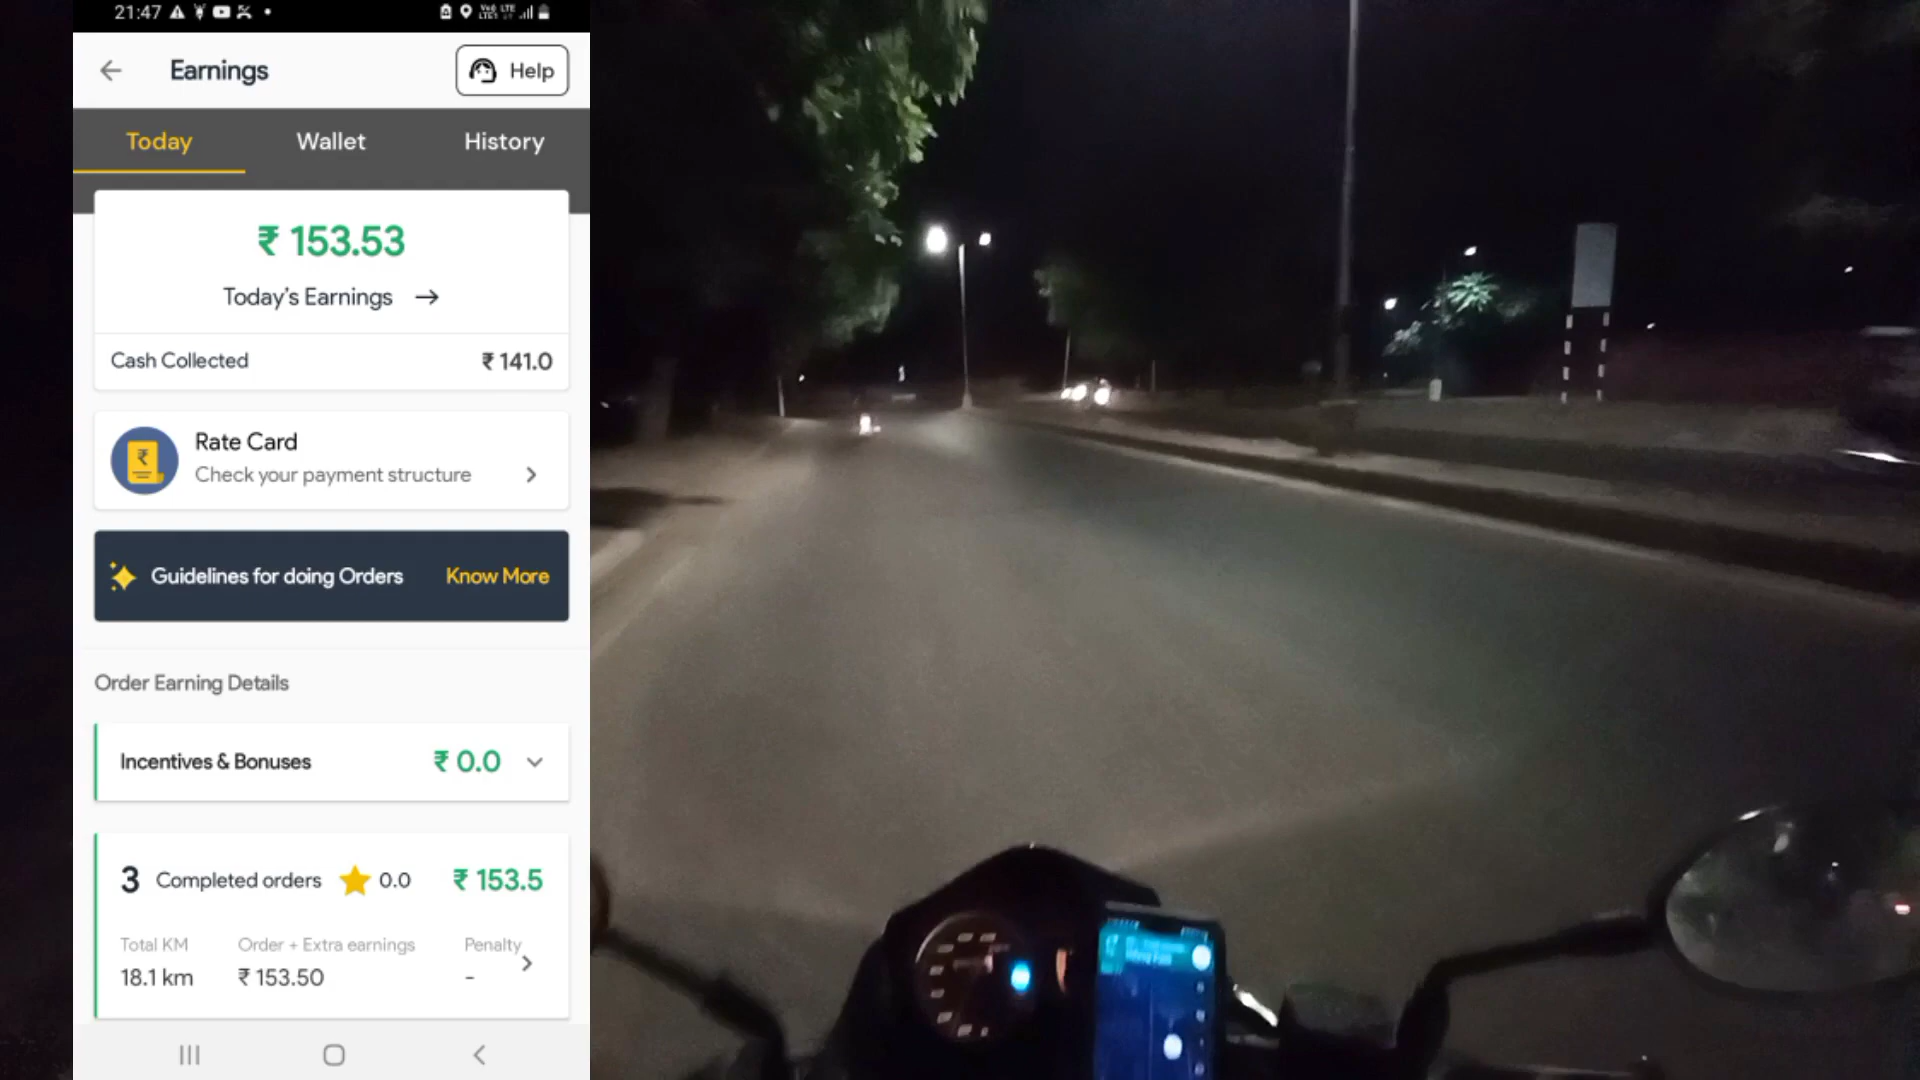 21:47
Earnings
Help
Today
Wallet
History
₹ 153.53
Today's Earnings →
Cash Collected
₹ 141.0
Rate Card
Check your payment structure
Guidelines for doing Orders
Know More
Order Earning Details
Incentives & Bonuses
₹ 0.0
3 Completed orders
0.0
₹ 153.5
Total KM
Order + Extra earnings
Penalty
18.1 km
₹ 153.50
-